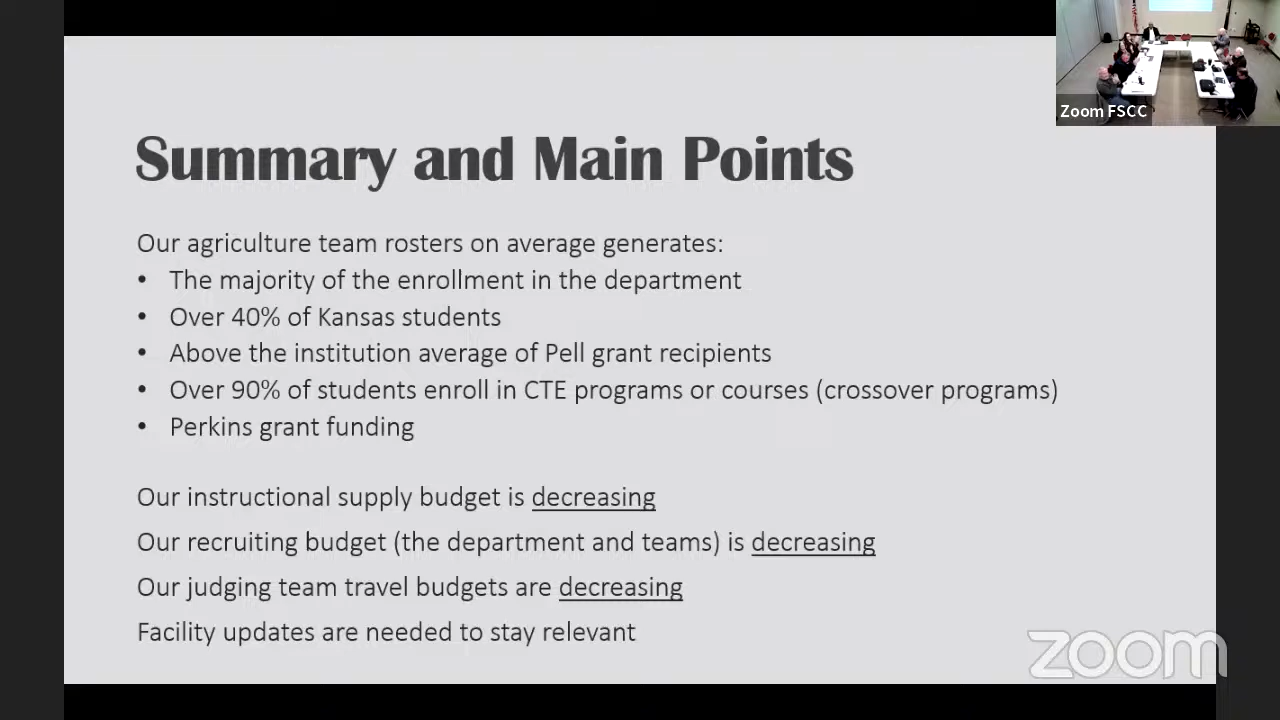 Zoom FSCC
Summary and Main Points
Our agriculture team rosters on average generates:
• The majority of the enrollment in the department
• Over 40% of Kansas students
• Above the institution average of Pell grant recipients
• Over 90% of students enroll in CTE programs or courses (crossover programs)
• Perkins grant funding
Our instructional supply budget is decreasing
Our recruiting budget (the department and teams) is decreasing
Our judging team travel budgets are decreasing
Facility updates are needed to stay relevant
zoom